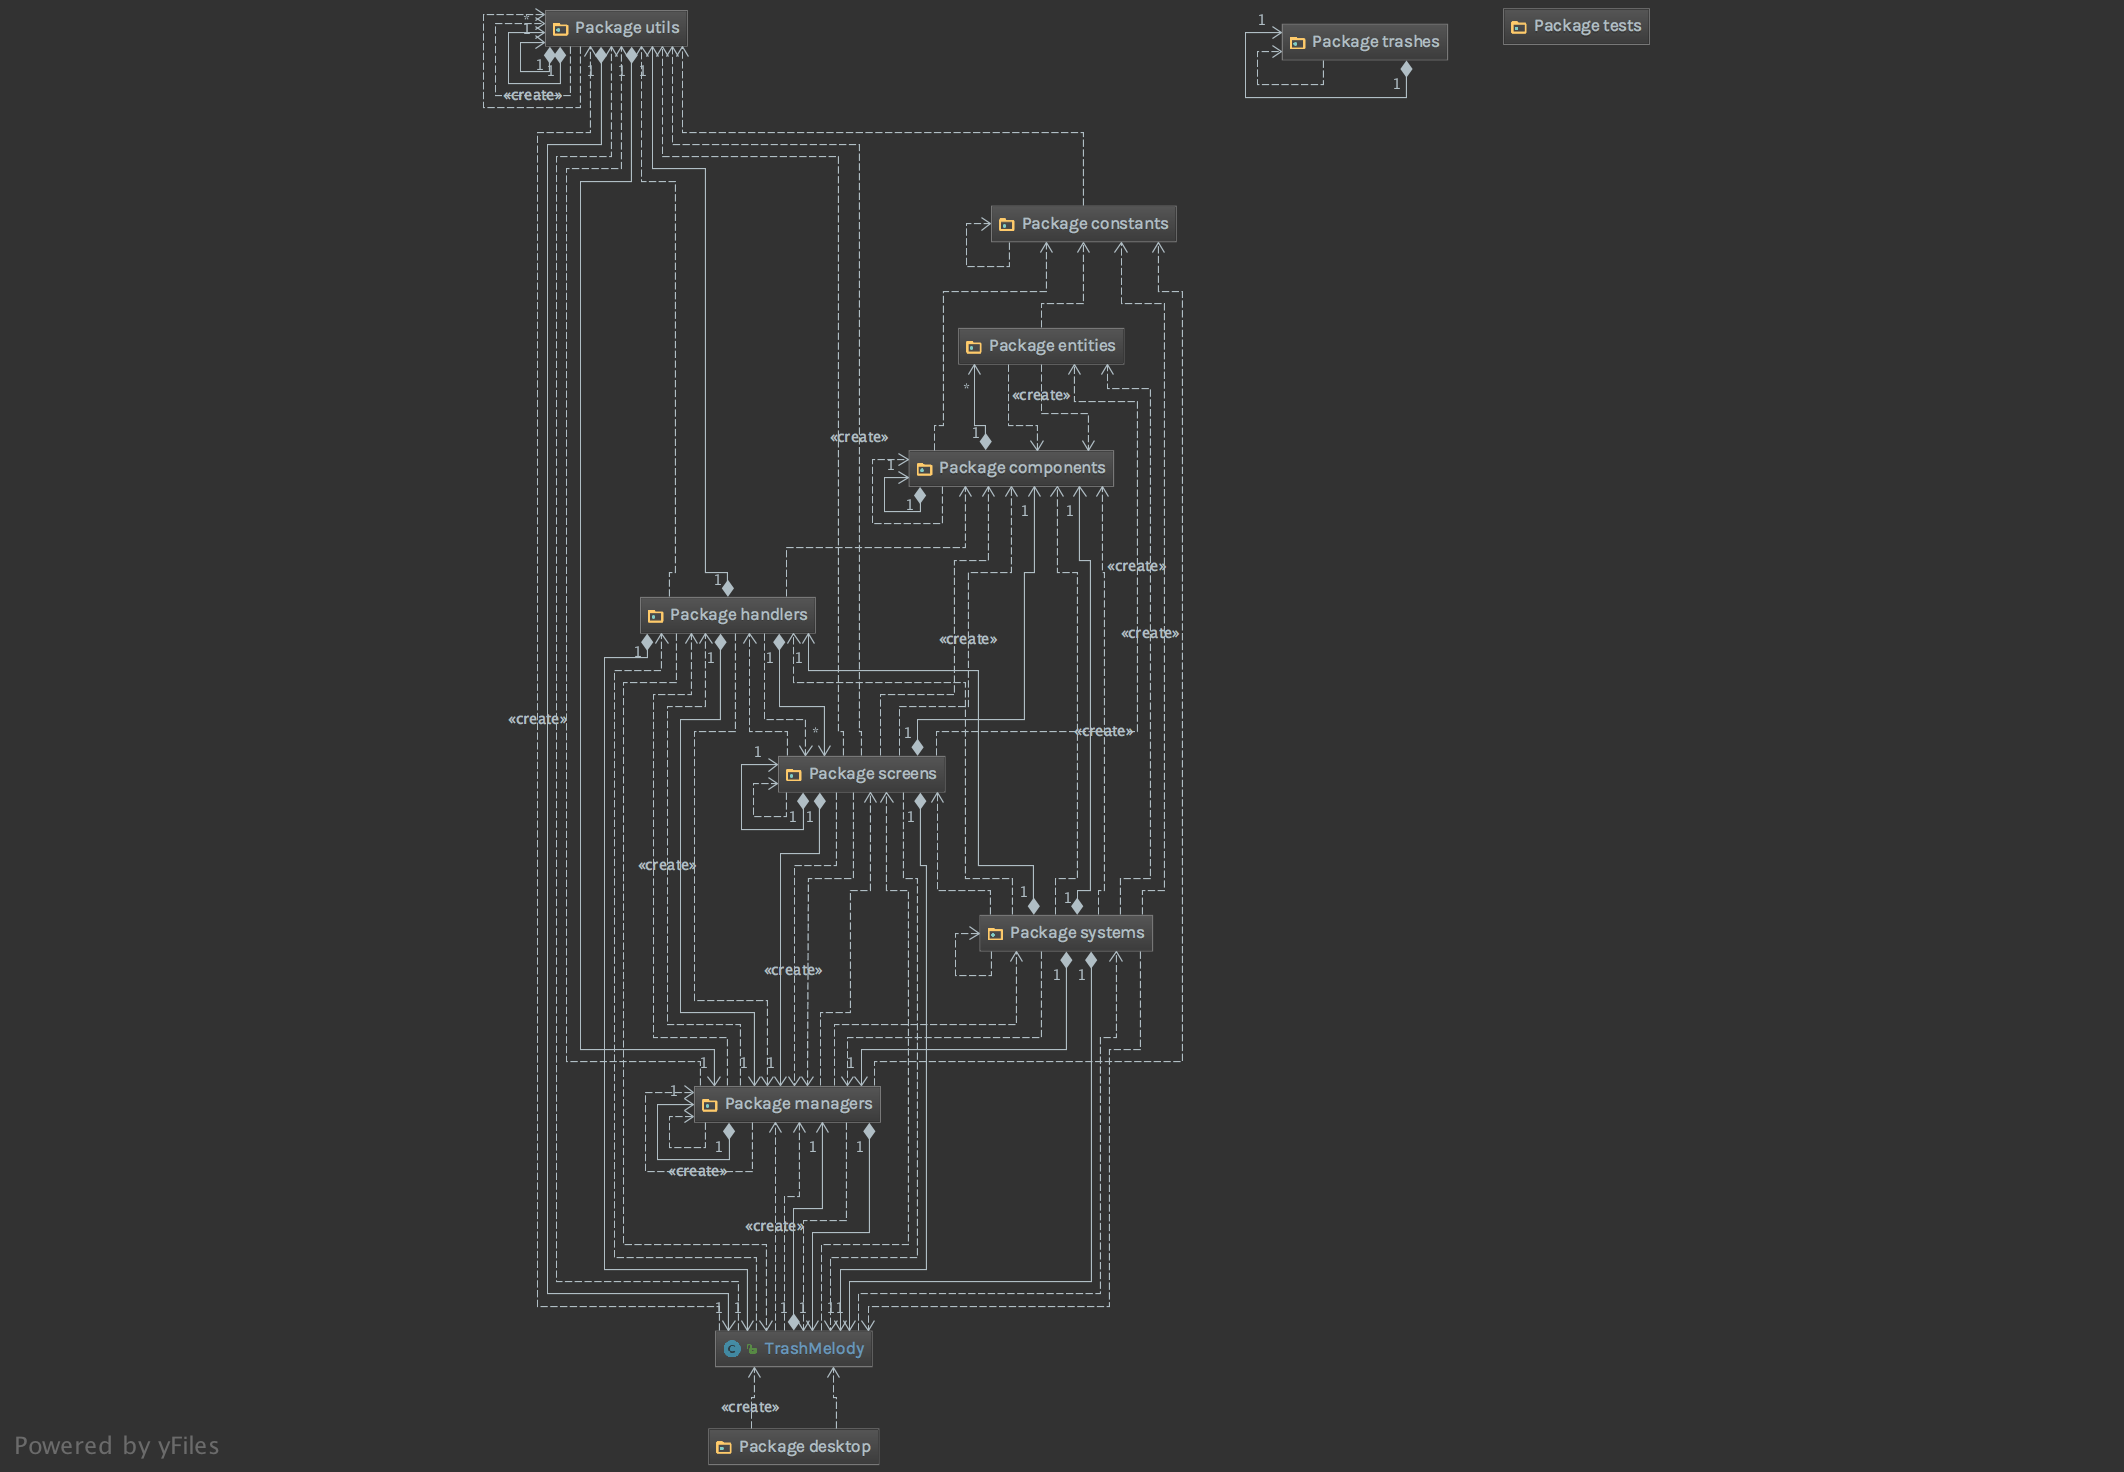 Package utils
Package trashes
Package tests
1
1
1
1
1
1
1
1
1
«create»
Package constants
Package entities
*
«create»
1
«create»
1
Package components
1
1
1
«create»
1
Package handlers
«create»
«create»
1
1
1
1
«create»
*
1
«create»
1
Package screens
1
1
1
«create»
1
1
Package systems
«create»
1
1
1
1
1
1
1
Package managers
1
1
1
«create»
«create»
1
1
1
1
1
1
TrashMelody
«create»
Package desktop
Powered by yFiles